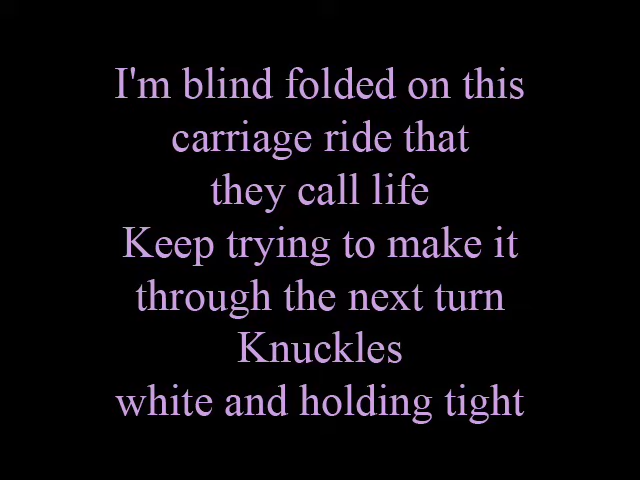 I'm blind folded on this
carriage ride that
they call life
Keep trying to make it
through the next turn
Knuckles
white and holding tight